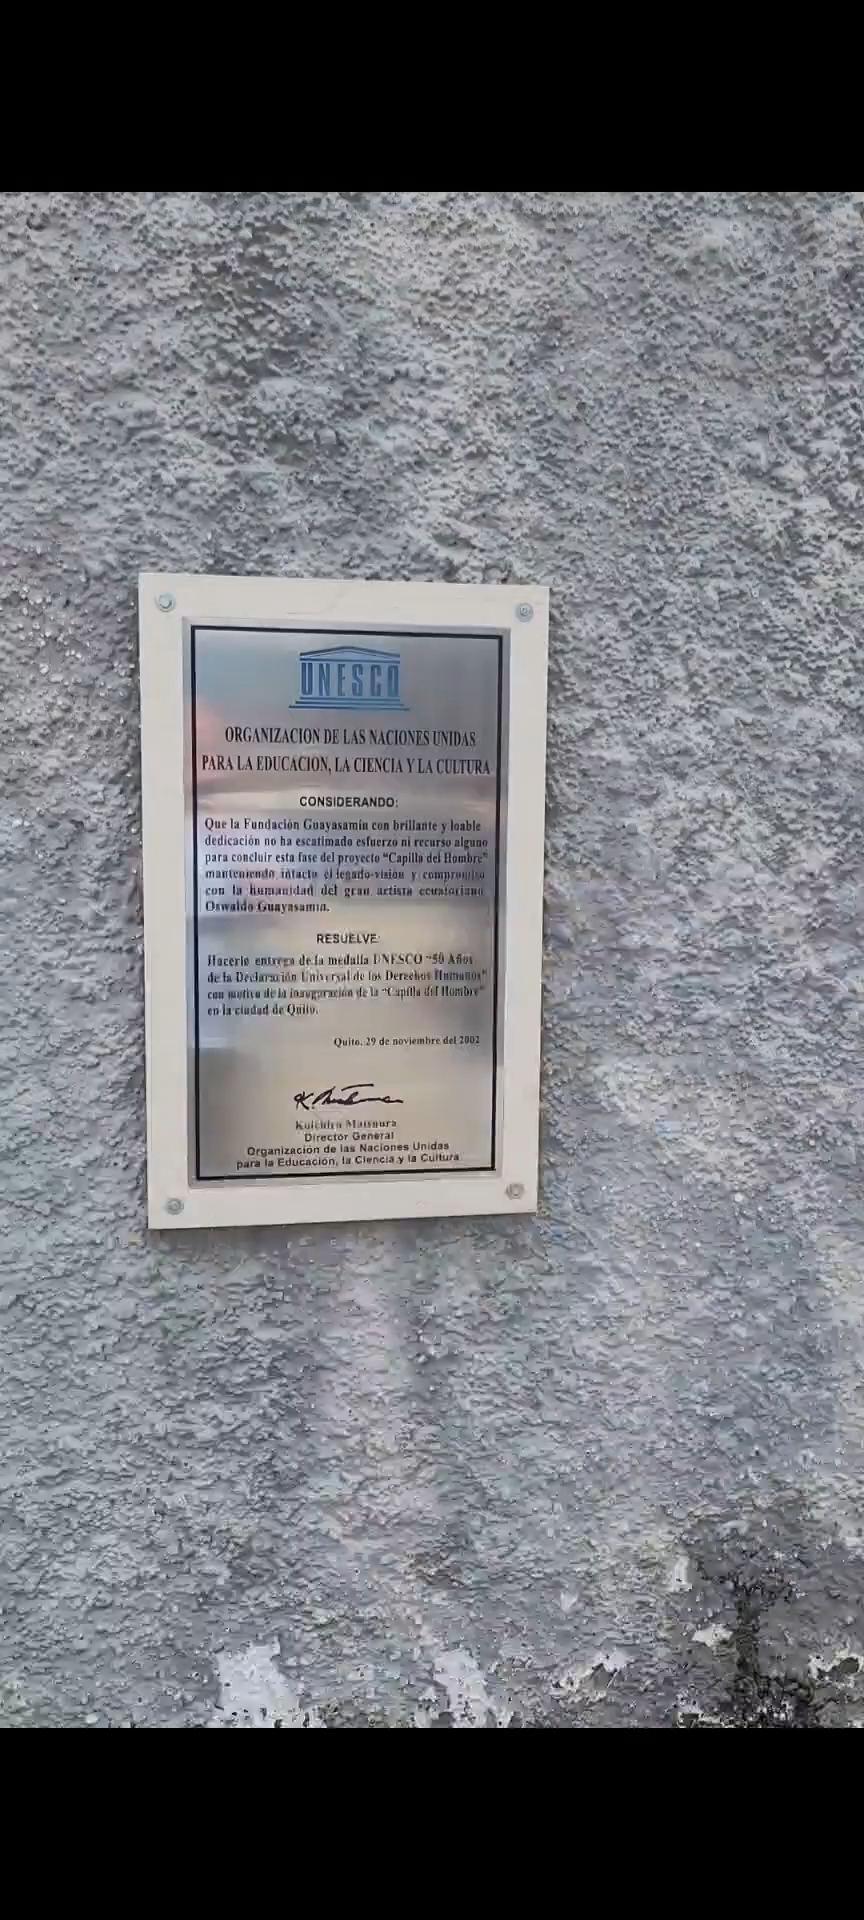 UNESCO
ORGANIZACION DE LAS NACIONES UNIDAS
PARA LA EDUCACION, LA CIENCIA Y LA CULTURA
CONSIDERANDO:
Que la Fundación Guayasamín con brillante y loable
dedicación no ha escatimado esfuerzo ni recurso alguno
para concluir esta fase del proyecto “Capilla del Hombre”
manteniendo intacto el legado-visión y compromiso
con la humanidad del gran artista ecuatoriano
Oswaldo Guayasamín.
RESUELVE:
Hacerle entrega de la medalla UNESCO “50 Años
de la Declaración Universal de los Derechos Humanos”
con motivo de la inauguración de la “Capilla del Hombre”
en la ciudad de Quito.
Quito, 29 de noviembre del 2002
Koichiro Matsuura
Director General
Organización de las Naciones Unidas
para la Educación, la Ciencia y la Cultura